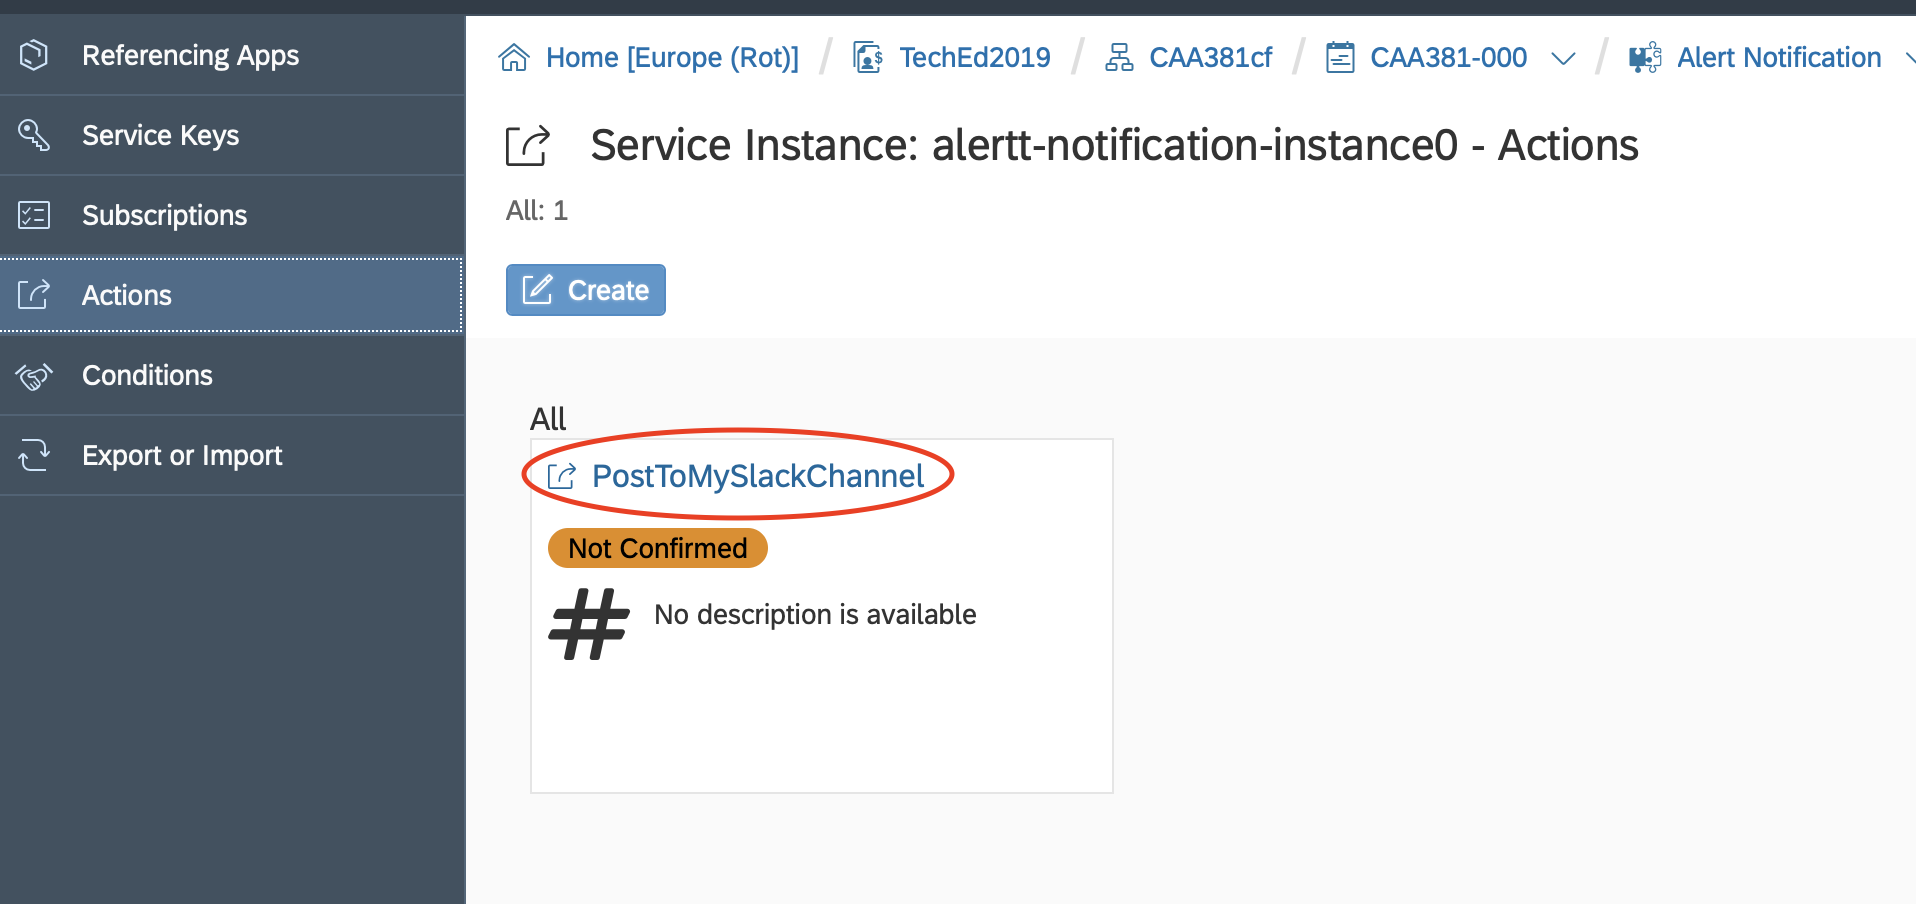 Referencing Apps
Service Keys
Subscriptions
Actions
Conditions
Export or Import
Home [Europe (Rot)] / TechEd2019 / CAA381cf / CAA381-000 / Alert Notification
Service Instance: alertt-notification-instance0 - Actions
All: 1
Create
All
PostToMySlackChannel
Not Confirmed
# No description is available